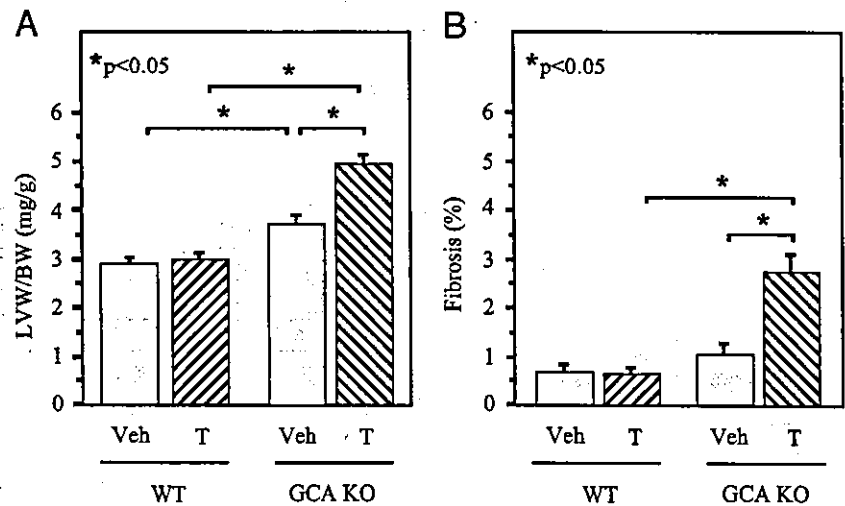 A
*p<0.05
*
*
*
6
5
4
3
2
1
0
LVW/BW (mg/g)
Veh T Veh T
WT GCA KO
B
*p<0.05
*
*
6
5
4
3
2
1
0
Fibrosis (%)
Veh T Veh T
WT GCA KO